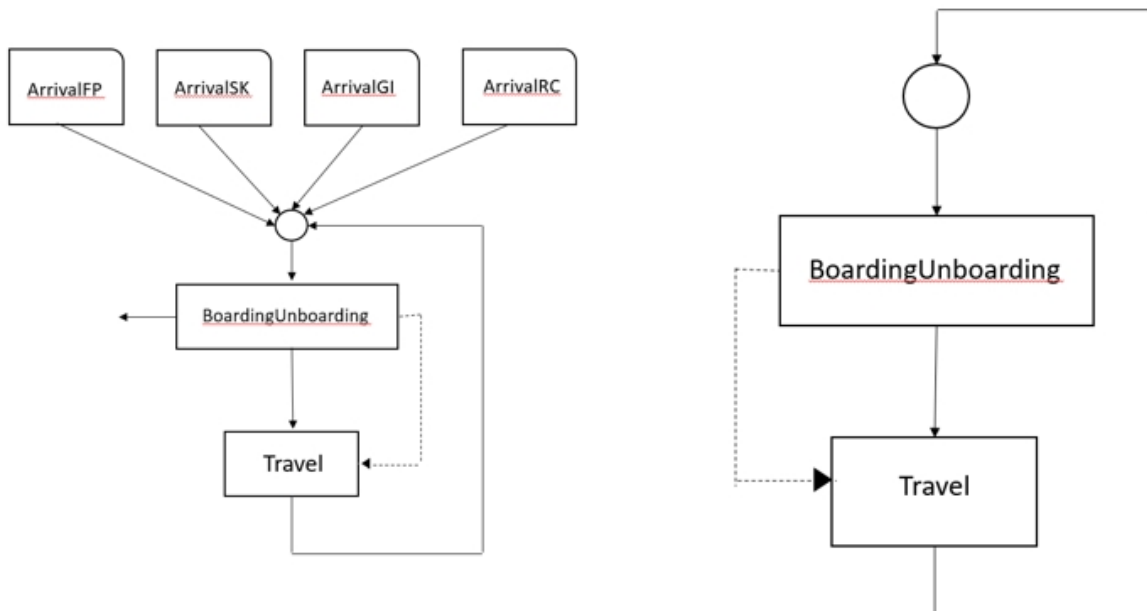 ArrivalFP
ArrivalSK
ArrivalGI
ArrivalRC
BoardingUnboarding
Travel
BoardingUnboarding
Travel